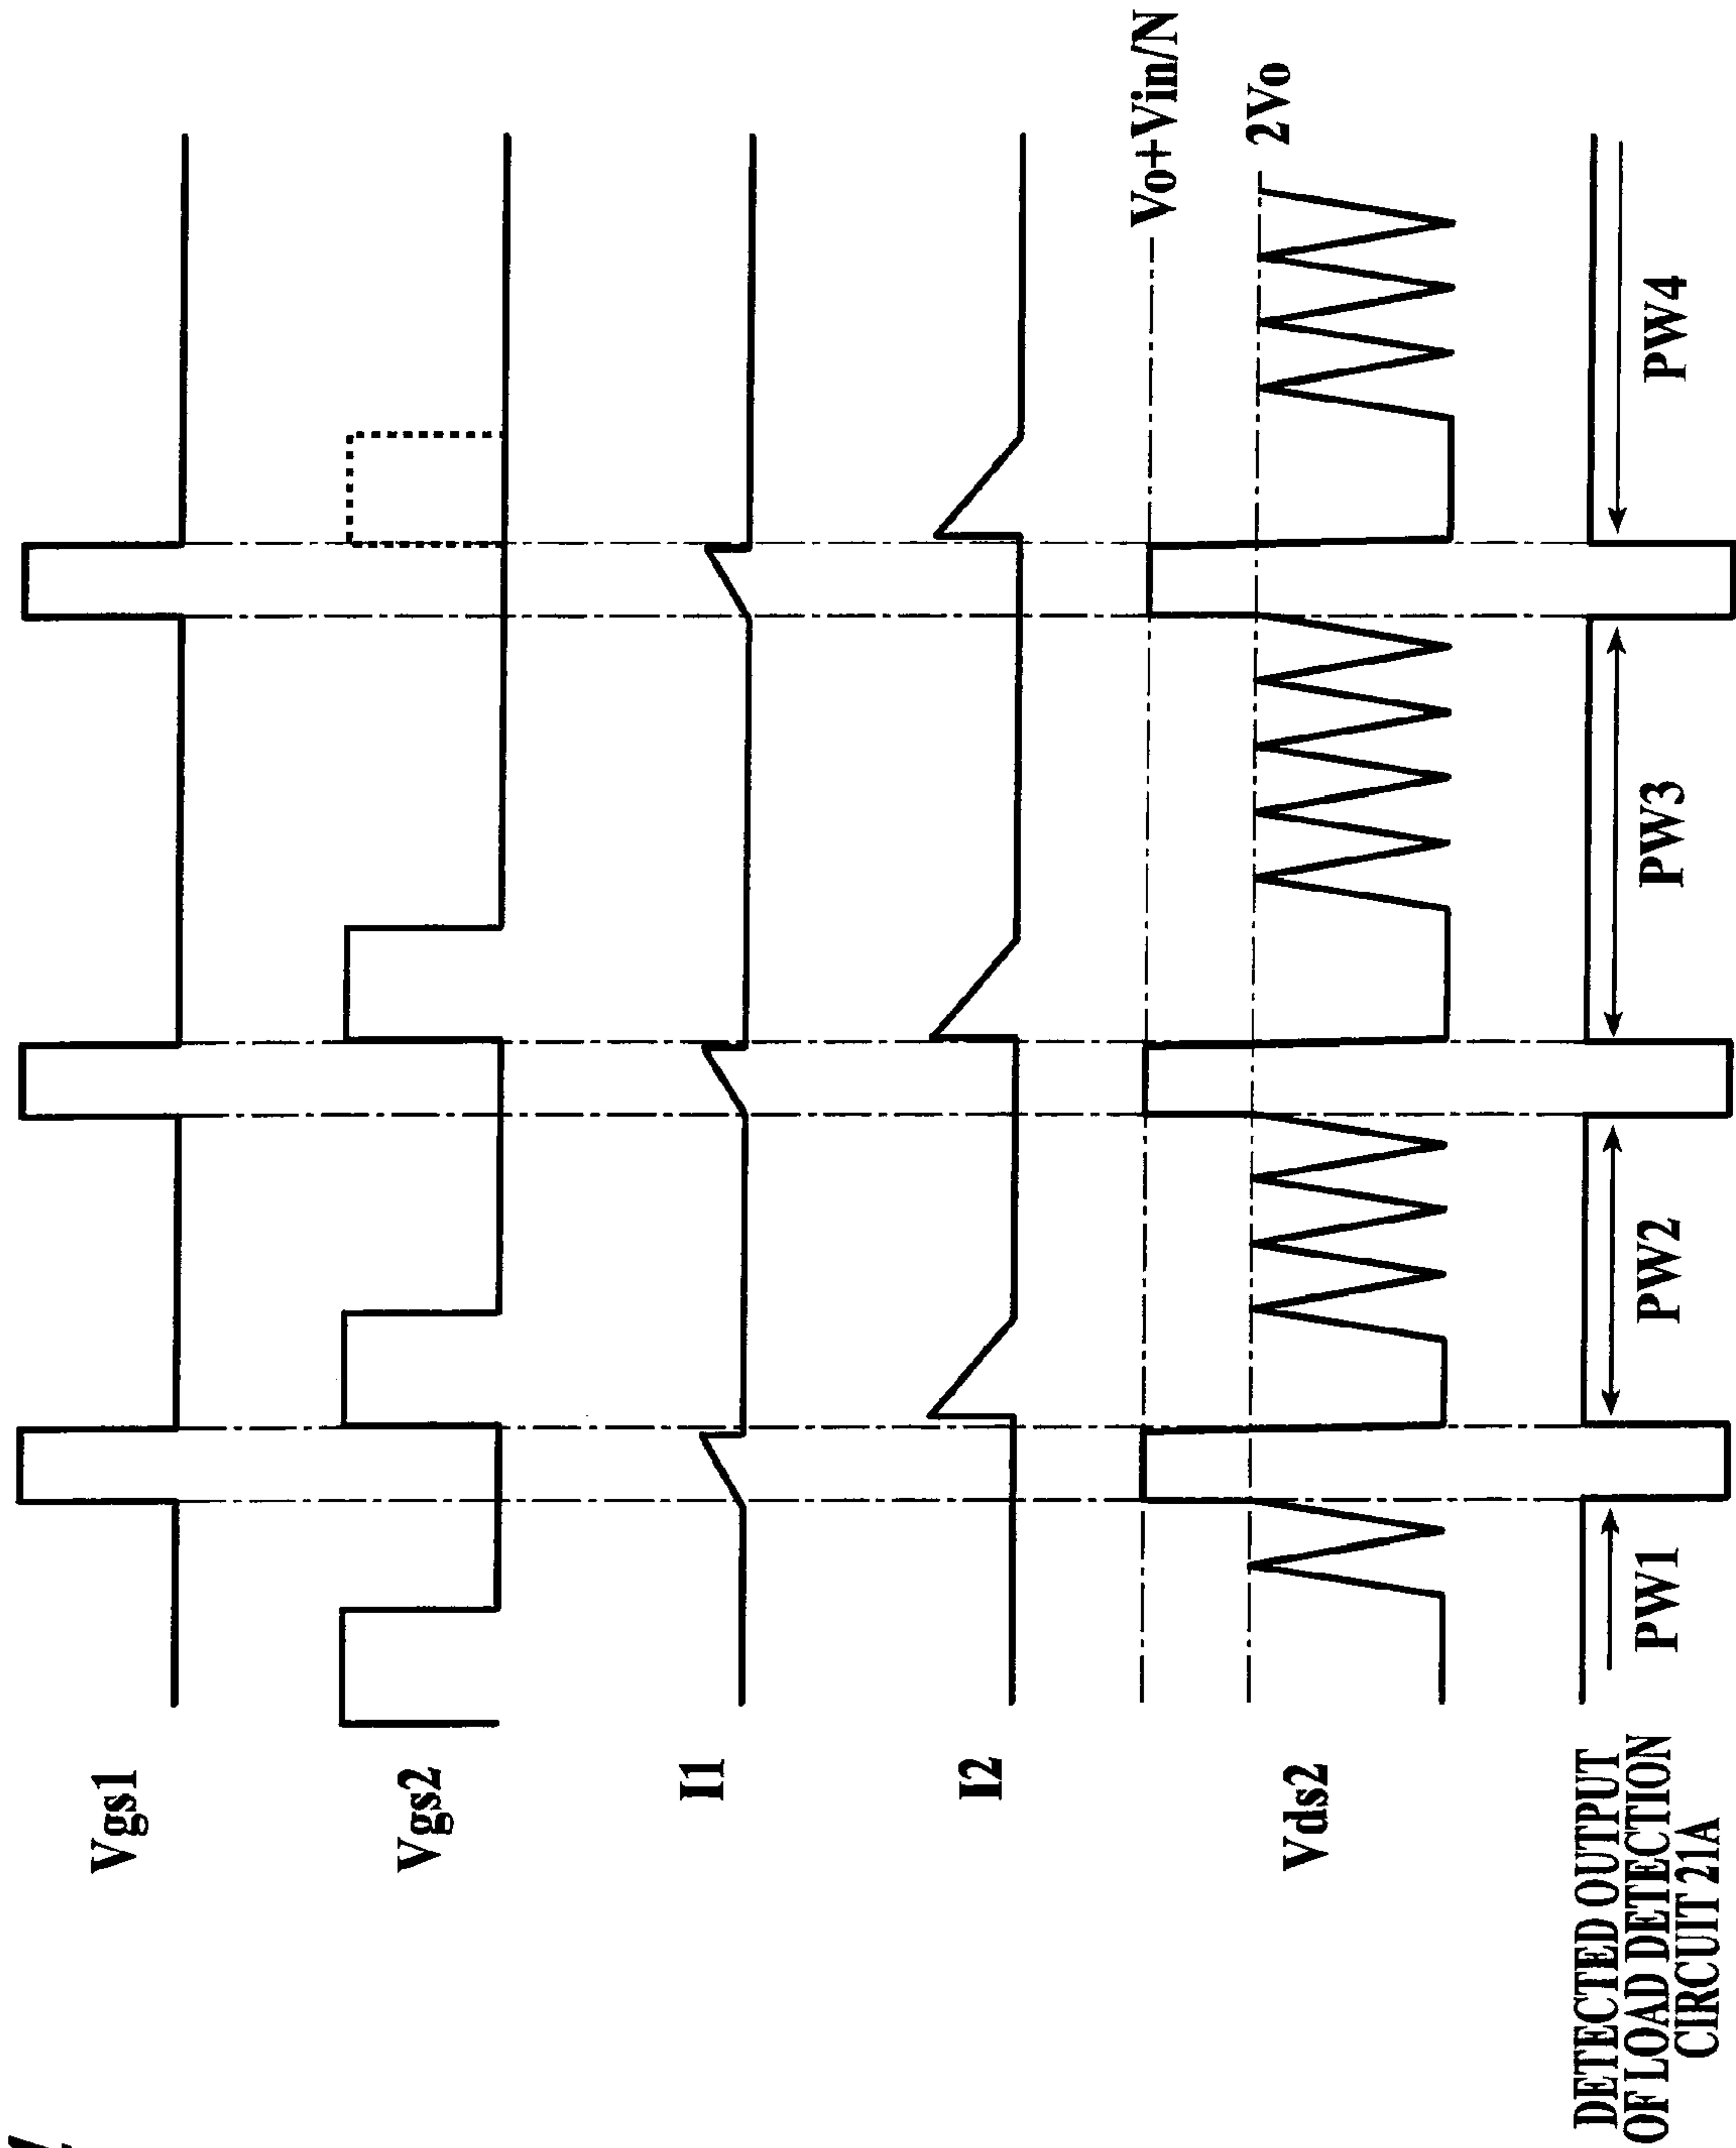 Vgs1
Vgs2
I1
I2
Vo+Vin/N
2Vo
Vds2
DETECTED OUTPUT
OF LOAD DETECTION
CIRCUIT 21A
PW1
PW2
PW3
PW4